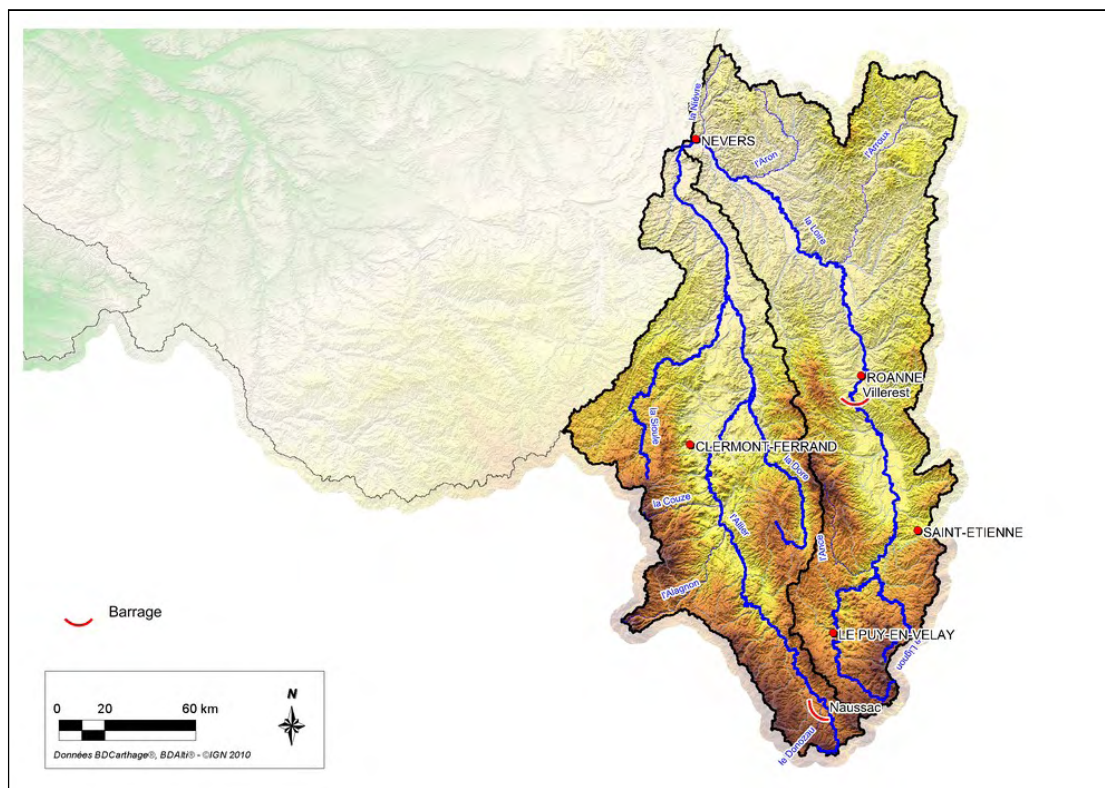 la Nièvre
NEVERS
l'Aron
l'Arroux
la Loire
ROANNE
Villerest
la Sioule
CLERMONT-FERRAND
la Dore
la Couze
l'Allier
SAINT-ETIENNE
l'Ance
l'Alagnon
Barrage
LE PUY-EN-VELAY
Lignon
Naussac
le Donozau
0 20 60 km
N
Données BDCarthage®, BDAlti® - ©IGN 2010